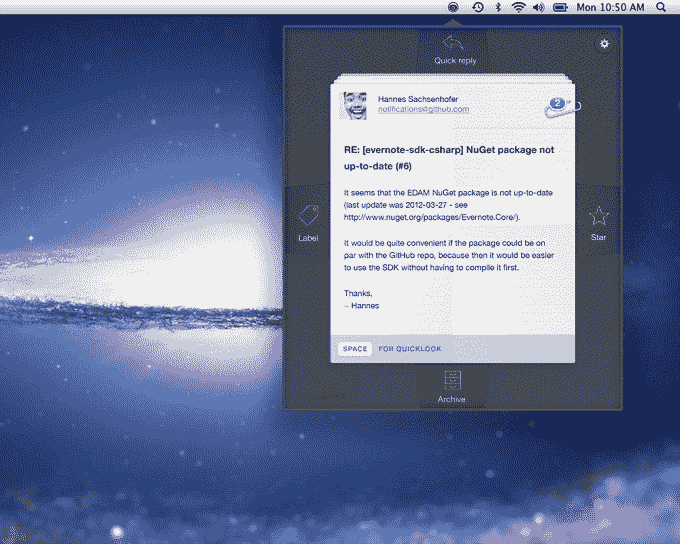 Mon 10:50 AM
Quick reply
Hannes Sachsenhofer
notifications@github.com
2
RE: [evernote-sdk-csharp] NuGet package not
up-to-date (#6)
It seems that the EDAM NuGet package is not up-to-date
(last update was 2012-03-27 - see
http://www.nuget.org/packages/Evernote.Core/).
Label
Star
It would be quite convenient if the package could be on
par with the GitHub repo, because then it would be easier
to use the SDK without having to compile it first.
Thanks,
– Hannes
SPACE FOR QUICKLOOK
Archive